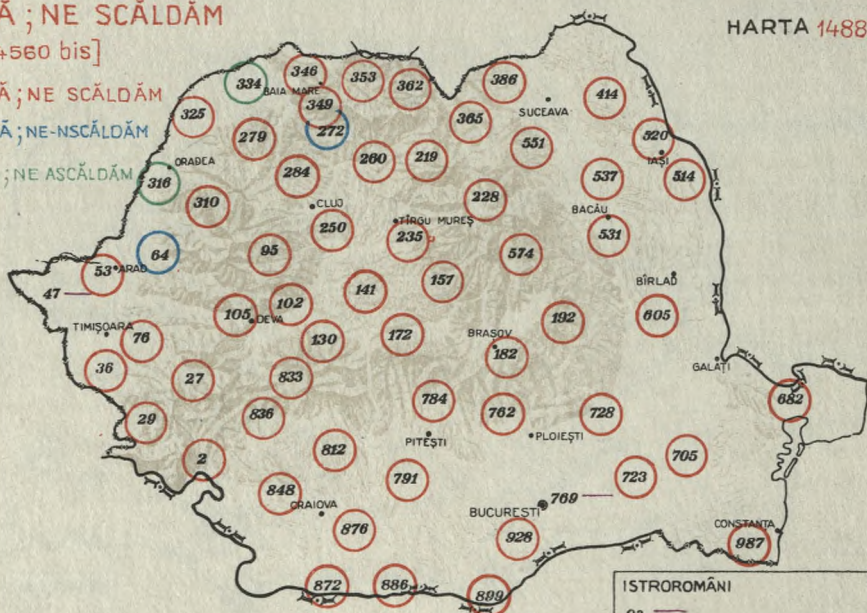 Ă ; NE SCĂLDĂM
HARTA 1488
4560 bis]
Ă ; NE SCĂLDĂM
Ă ; NE-NSCĂLDĂM
; NE ASCĂLDĂM
346
353
362
386
334
BAIA MARE
349
414
SUCEAVA
325
272
365
279
551
520
IAȘI
260
219
ORADEA
316
284
537
514
310
228
CLUJ
250
TÎRGU MUREȘ
235
BACĂU
531
64
95
574
53
ARAD
157
BÎRLAD
47
141
102
105
DEVA
192
605
TIMIȘOARA
76
130
172
BRAȘOV
182
36
GALAȚI
27
833
784
762
728
682
29
836
PITEȘTI
PLOIEȘTI
2
812
705
791
723
848
769
CRAIOVA
BUCUREȘTI
876
928
CONSTANȚA
987
872
886
899
ISTROROMÂNI